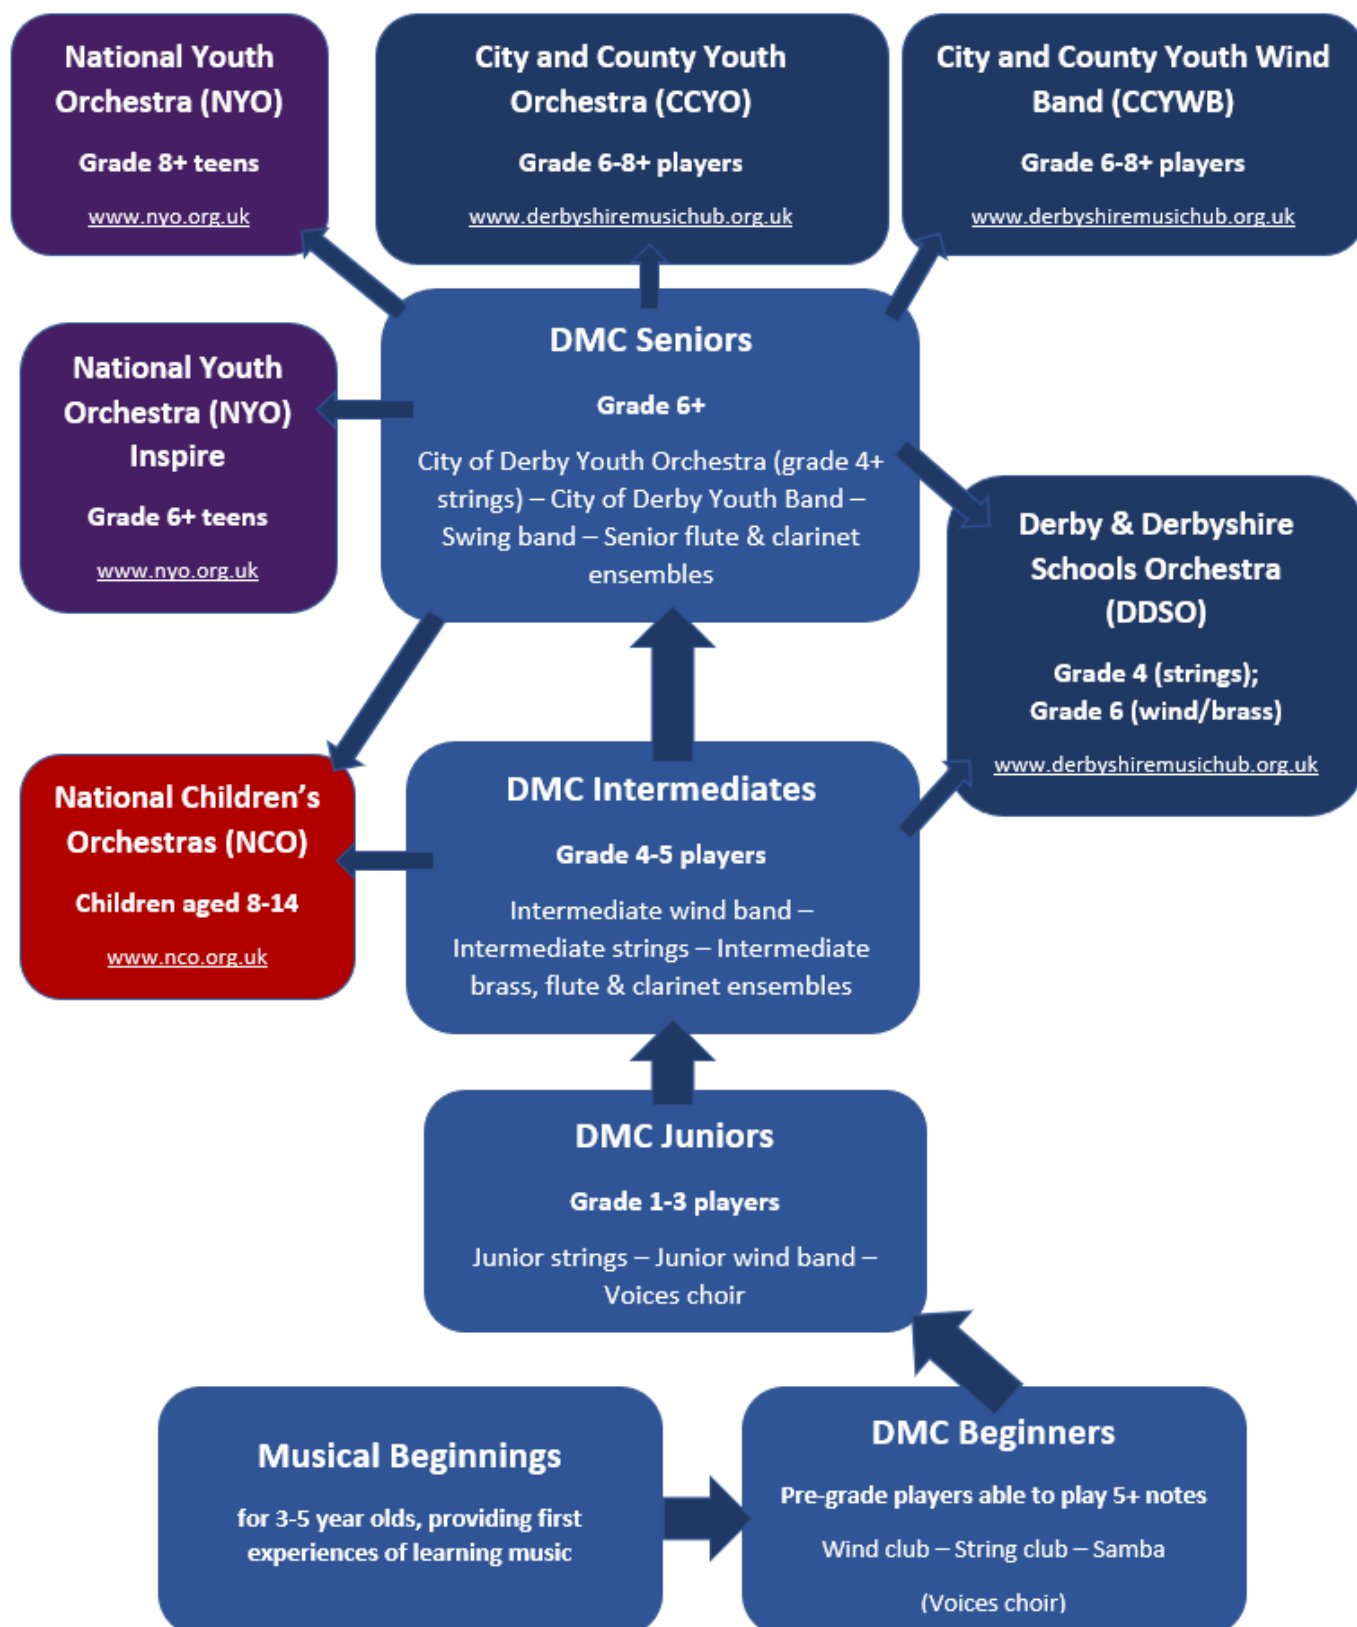 National Youth
Orchestra (NYO)
Grade 8+ teens
www.nyo.org.uk
City and County Youth
Orchestra (CCYO)
Grade 6-8+ players
www.derbyshiremusichub.org.uk
City and County Youth Wind
Band (CCYWB)
Grade 6-8+ players
www.derbyshiremusichub.org.uk
DMC Seniors
Grade 6+
City of Derby Youth Orchestra (grade 4+
strings) – City of Derby Youth Band –
Swing band – Senior flute & clarinet
ensembles
National Youth
Orchestra (NYO)
Inspire
Grade 6+ teens
www.nyo.org.uk
Derby & Derbyshire
Schools Orchestra
(DDSO)
Grade 4 (strings);
Grade 6 (wind/brass)
www.derbyshiremusichub.org.uk
National Children’s
Orchestras (NCO)
Children aged 8-14
www.nco.org.uk
DMC Intermediates
Grade 4-5 players
Intermediate wind band –
Intermediate strings – Intermediate
brass, flute & clarinet ensembles
DMC Juniors
Grade 1-3 players
Junior strings – Junior wind band –
Voices choir
Musical Beginnings
for 3-5 year olds, providing first
experiences of learning music
DMC Beginners
Pre-grade players able to play 5+ notes
Wind club – String club – Samba
(Voices choir)